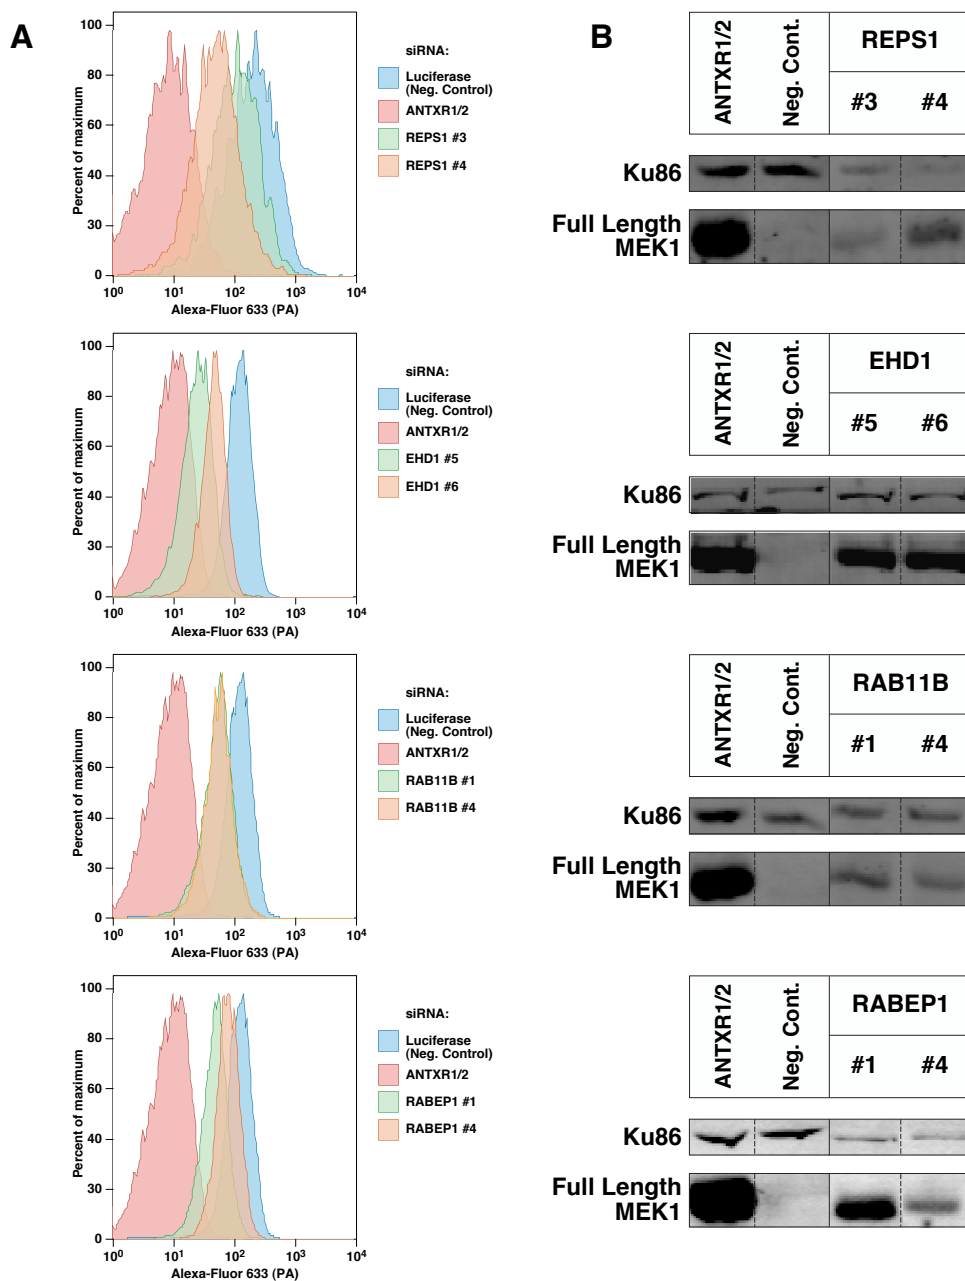 A
100
80
60
40
30
0
Percent of maximum
10⁰ 10¹ 10² 10³ 10⁴
Alexa-Fluor 633 (PA)
siRNA:
Luciferase
(Neg. Control)
ANTXR1/2
REPS1 #3
REPS1 #4
100
80
60
40
30
0
Percent of maximum
10⁰ 10¹ 10² 10³ 10⁴
Alexa-Fluor 633 (PA)
siRNA:
Luciferase
(Neg. Control)
ANTXR1/2
EHD1 #5
EHD1 #6
100
80
60
40
30
0
Percent of maximum
10⁰ 10¹ 10² 10³ 10⁴
Alexa-Fluor 633 (PA)
siRNA:
Luciferase
(Neg. Control)
ANTXR1/2
RAB11B #1
RAB11B #4
100
80
60
40
30
0
Percent of maximum
10⁰ 10¹ 10² 10³ 10⁴
Alexa-Fluor 633 (PA)
siRNA:
Luciferase
(Neg. Control)
ANTXR1/2
RABEP1 #1
RABEP1 #4
B
ANTXR1/2
Neg. Cont.
REPS1
#3 #4
Ku86
Full Length
MEK1
ANTXR1/2
Neg. Cont.
EHD1
#5 #6
Ku86
Full Length
MEK1
ANTXR1/2
Neg. Cont.
RAB11B
#1 #4
Ku86
Full Length
MEK1
ANTXR1/2
Neg. Cont.
RABEP1
#1 #4
Ku86
Full Length
MEK1